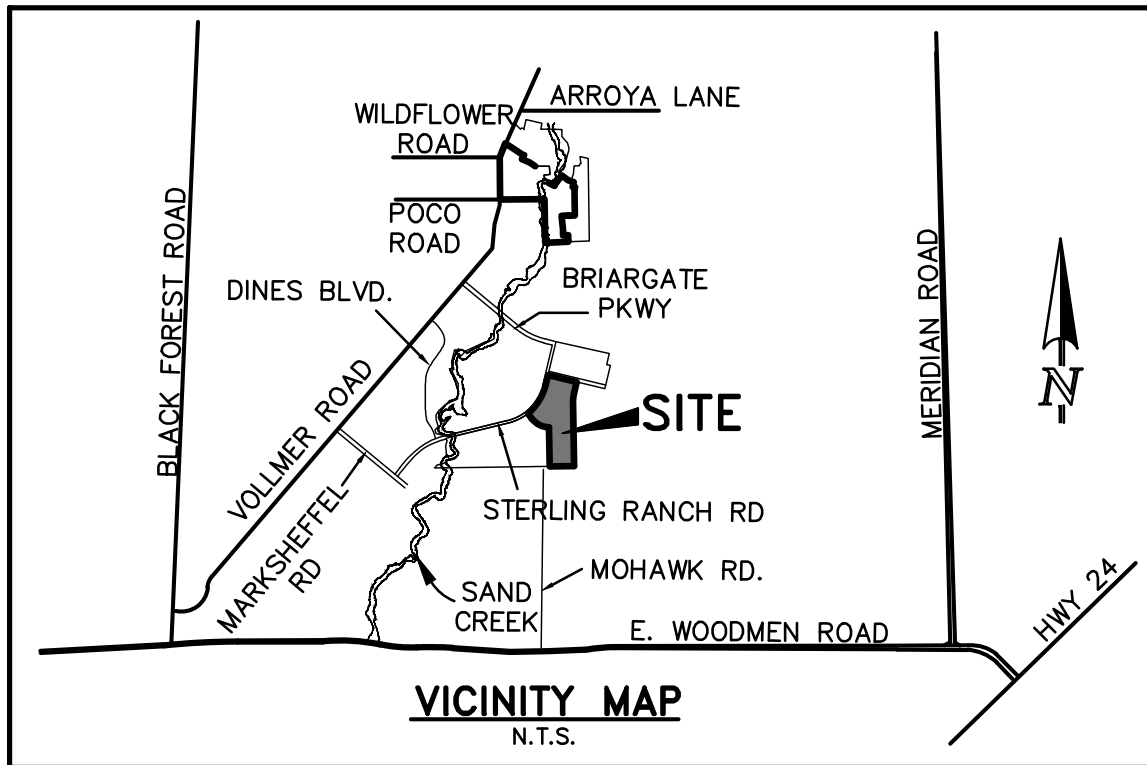 ARROYA LANE
WILDFLOWER
ROAD
POCO
ROAD
BLACK FOREST ROAD
MERIDIAN ROAD
BRIARGATE
PKWY
DINES BLVD.
N
SITE
VOLLMER ROAD
MARKSHEFFEL
RD
STERLING RANCH RD
MOHAWK RD.
SAND
CREEK
HWY 24
E. WOODMEN ROAD
VICINITY MAP
N.T.S.